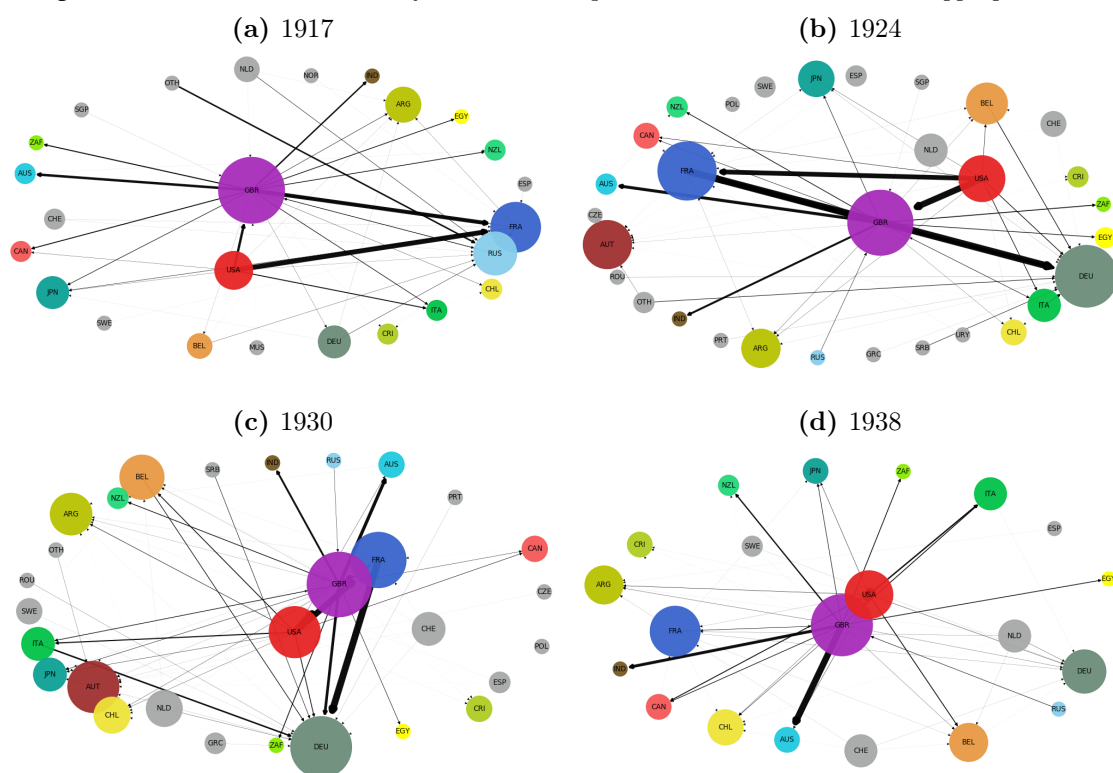 (a) 1917
(b) 1924
NLD
NOR
IND
OTH
ARG
SGP
EGY
ZAF
NZL
AUS
GBR
ESP
CHE
FRA
CAN
RUS
USA
JPN
CHL
ITA
SWE
CRI
BEL
MUS
DEU
JPN
ESP
SWE
SGP
NZL
POL
BEL
CAN
CHE
NLD
FRA
USA
CRI
AUS
ZAF
CZE
GBR
AUT
EGY
ROU
DEU
OTH
ITA
IND
CHL
PRT
ARG
RUS
GRC
SRB
URY
(c) 1930
(d) 1938
BEL
SRB
IND
RUS
AUS
NZL
PRT
ARG
OTH
CAN
FRA
ROU
GBR
CZE
SWE
USA
CHE
ITA
POL
JPN
AUT
ESP
CHL
NLD
CRI
GRC
ZAF
DEU
EGY
JPN
ZAF
NZL
ITA
ESP
CRI
SWE
ARG
USA
EGY
FRA
GBR
NLD
IND
DEU
CAN
RUS
CHL
AUS
CHE
BEL